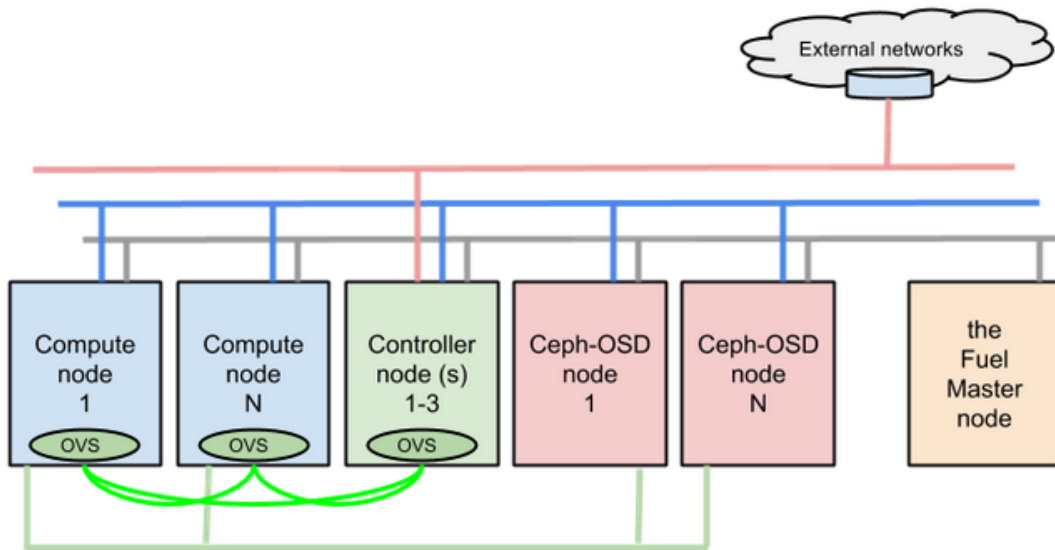 External networks
Compute
node
1
OVS
Compute
node
N
OVS
Controller
node (s)
1-3
OVS
Ceph-OSD
node
1
Ceph-OSD
node
N
the
Fuel
Master
node